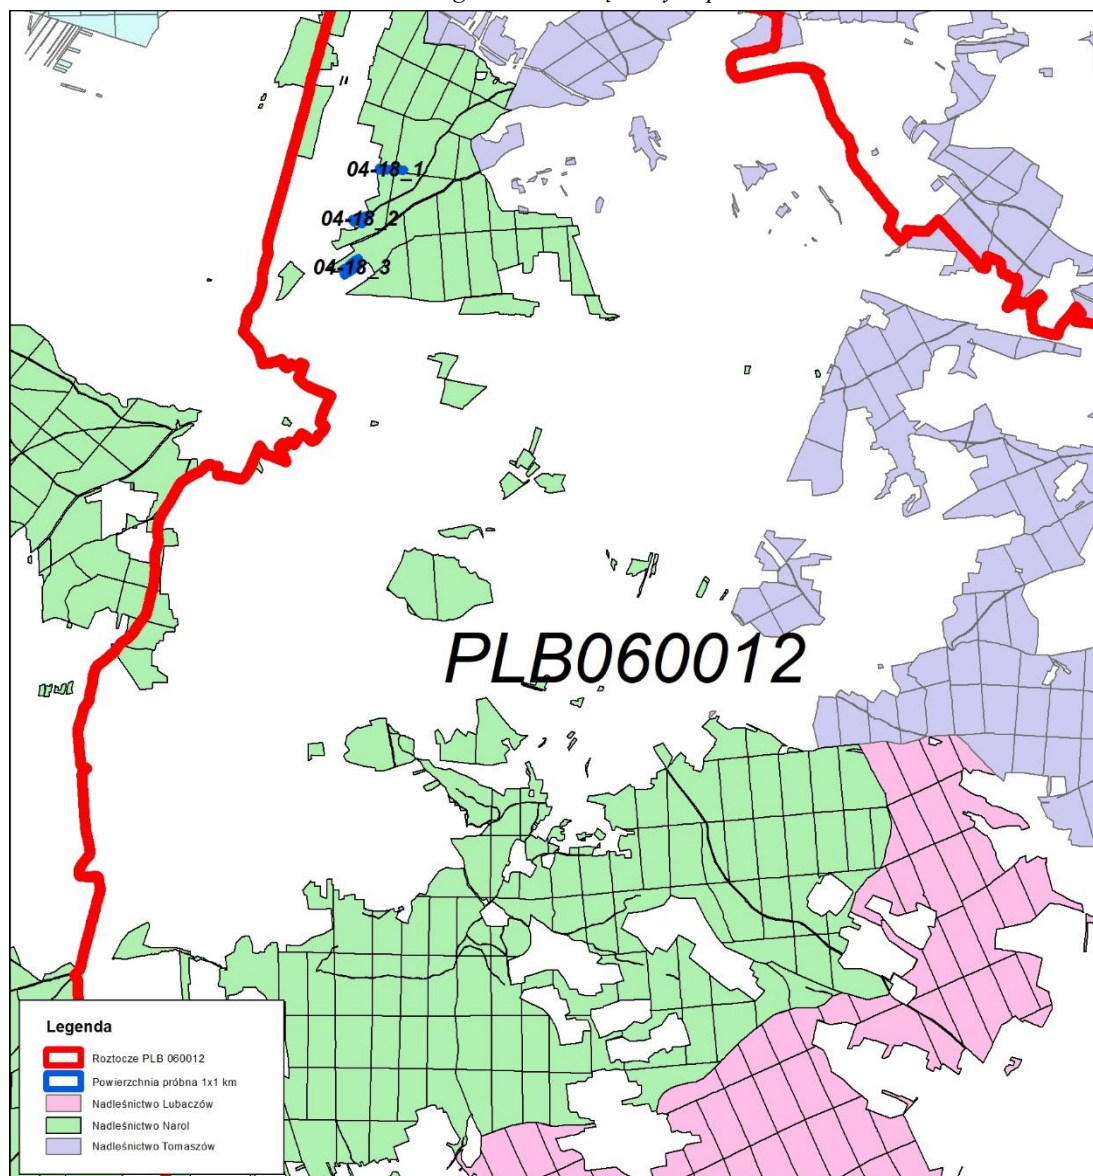 04-18_1
04-18_2
04-18_3
PLB060012
Legenda
Roztocze PLB 060012
Powierzchnia próbna 1x1 km
Nadleśnictwo Lubaczów
Nadleśnictwo Narol
Nadleśnictwo Tomaszów